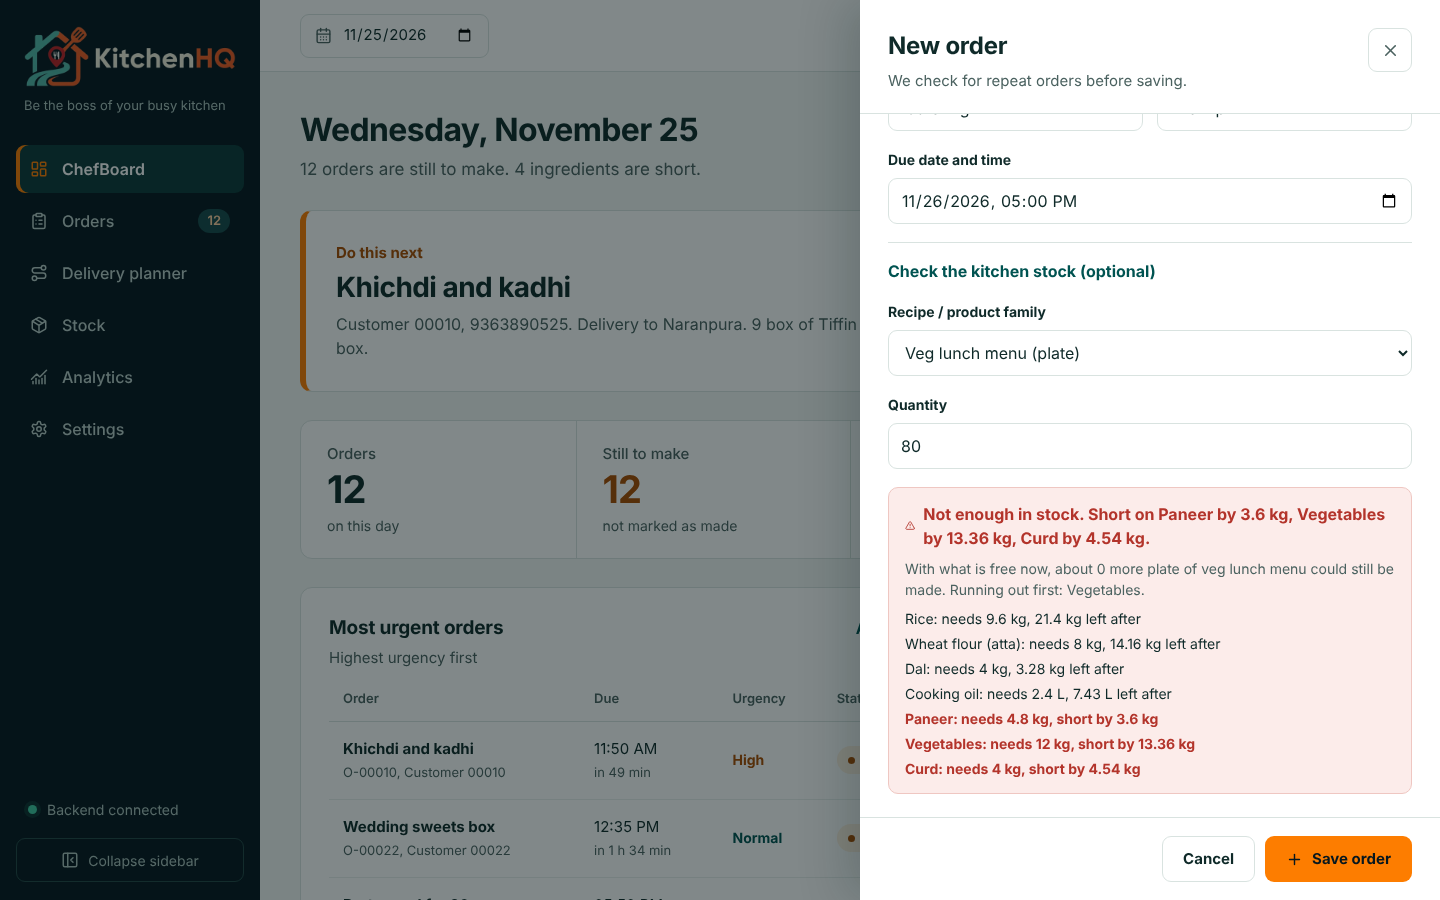 KitchenHQ
Be the boss of your busy kitchen
ChefBoard
Orders 12
Delivery planner
Stock
Analytics
Settings
Backend connected
Collapse sidebar
11/25/2026
Wednesday, November 25
12 orders are still to make. 4 ingredients are short.
Do this next
Khichdi and kadhi
Customer 00010, 9363890525. Delivery to Naranpura. 9 box of Tiffin
box.
Orders
12
on this day
Still to make
12
not marked as made
Most urgent orders
Highest urgency first
Order Due Urgency
Khichdi and kadhi 11:50 AM High
O-00010, Customer 00010 in 49 min
Wedding sweets box 12:35 PM Normal
O-00022, Customer 00022 in 1 h 34 min
New order
We check for repeat orders before saving.
Due date and time
11/26/2026, 05:00 PM
Check the kitchen stock (optional)
Recipe / product family
Veg lunch menu (plate)
Quantity
80
Not enough in stock. Short on Paneer by 3.6 kg, Vegetables
by 13.36 kg, Curd by 4.54 kg.
With what is free now, about 0 more plate of veg lunch menu could still be
made. Running out first: Vegetables.
Rice: needs 9.6 kg, 21.4 kg left after
Wheat flour (atta): needs 8 kg, 14.16 kg left after
Dal: needs 4 kg, 3.28 kg left after
Cooking oil: needs 2.4 L, 7.43 L left after
Paneer: needs 4.8 kg, short by 3.6 kg
Vegetables: needs 12 kg, short by 13.36 kg
Curd: needs 4 kg, short by 4.54 kg
Cancel
Save order